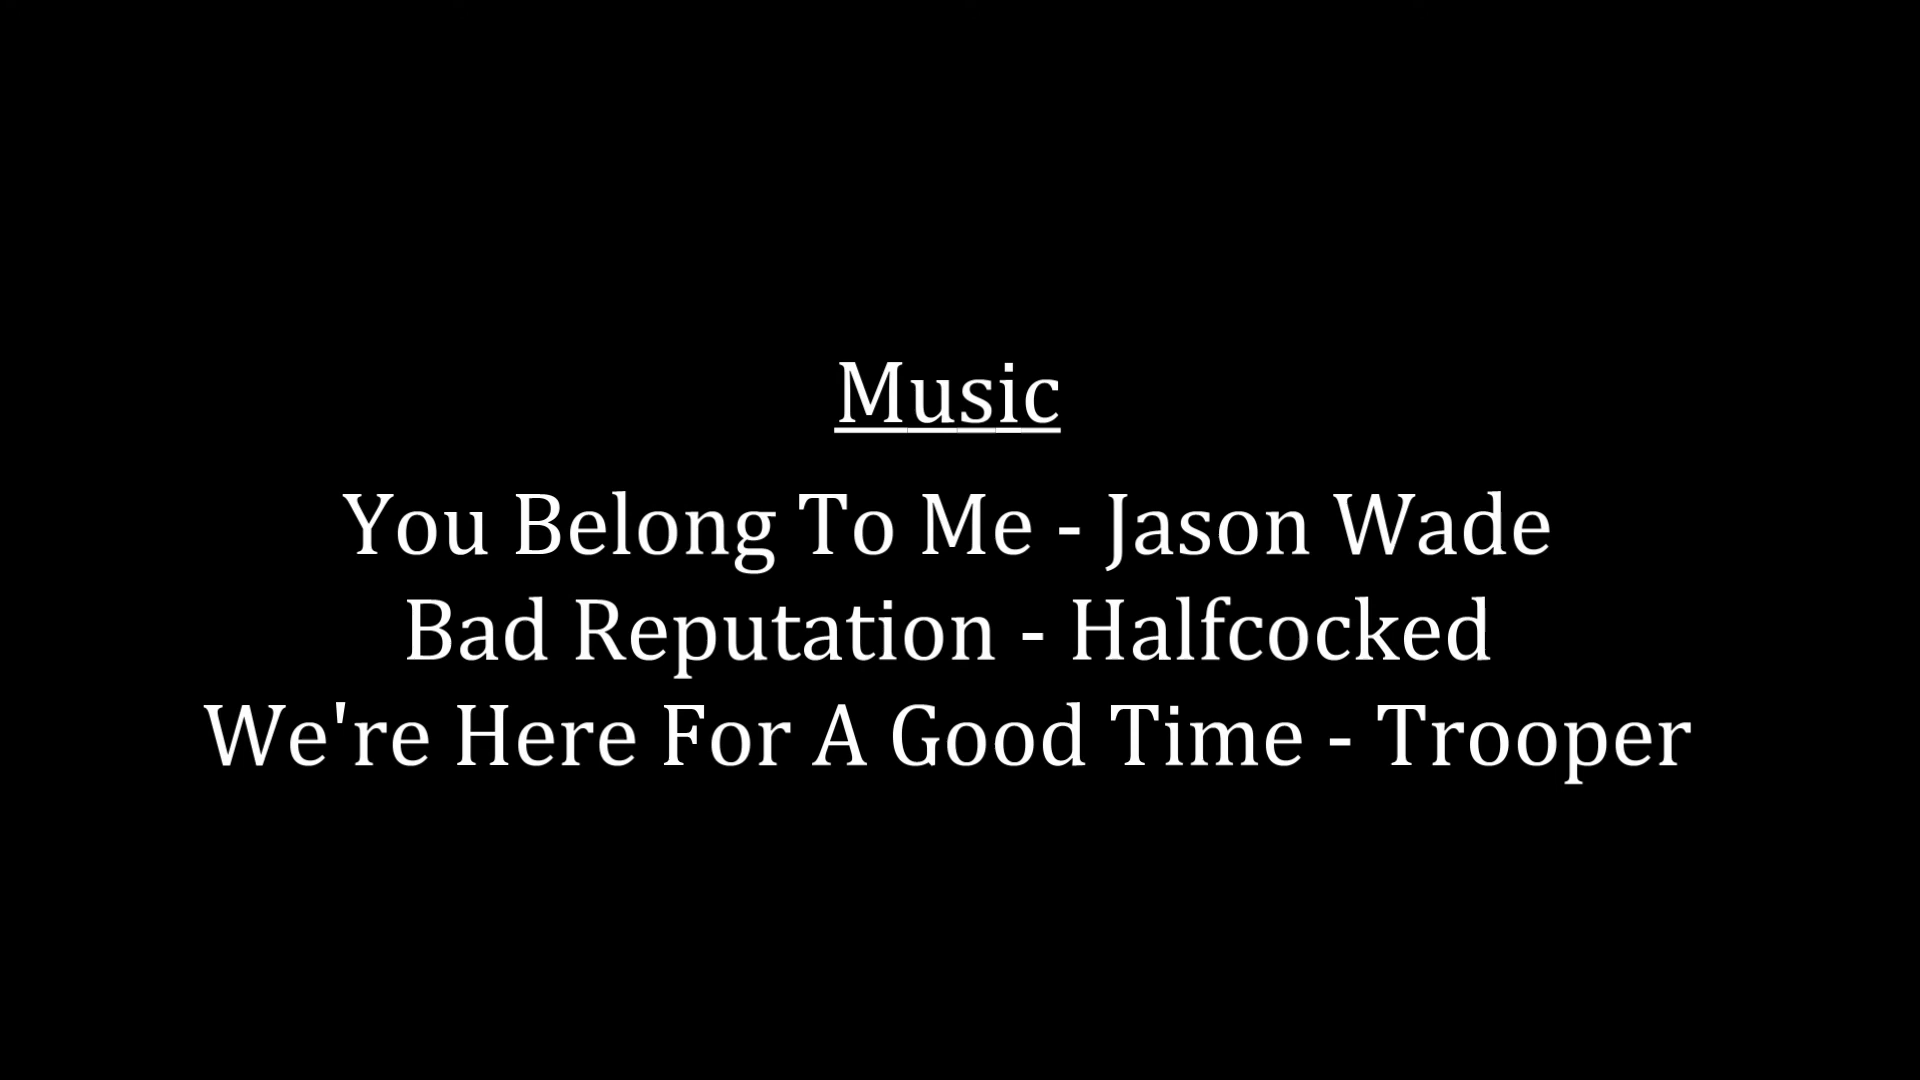 Music
You Belong To Me - Jason Wade
Bad Reputation - Halfcocked
We're Here For A Good Time - Trooper